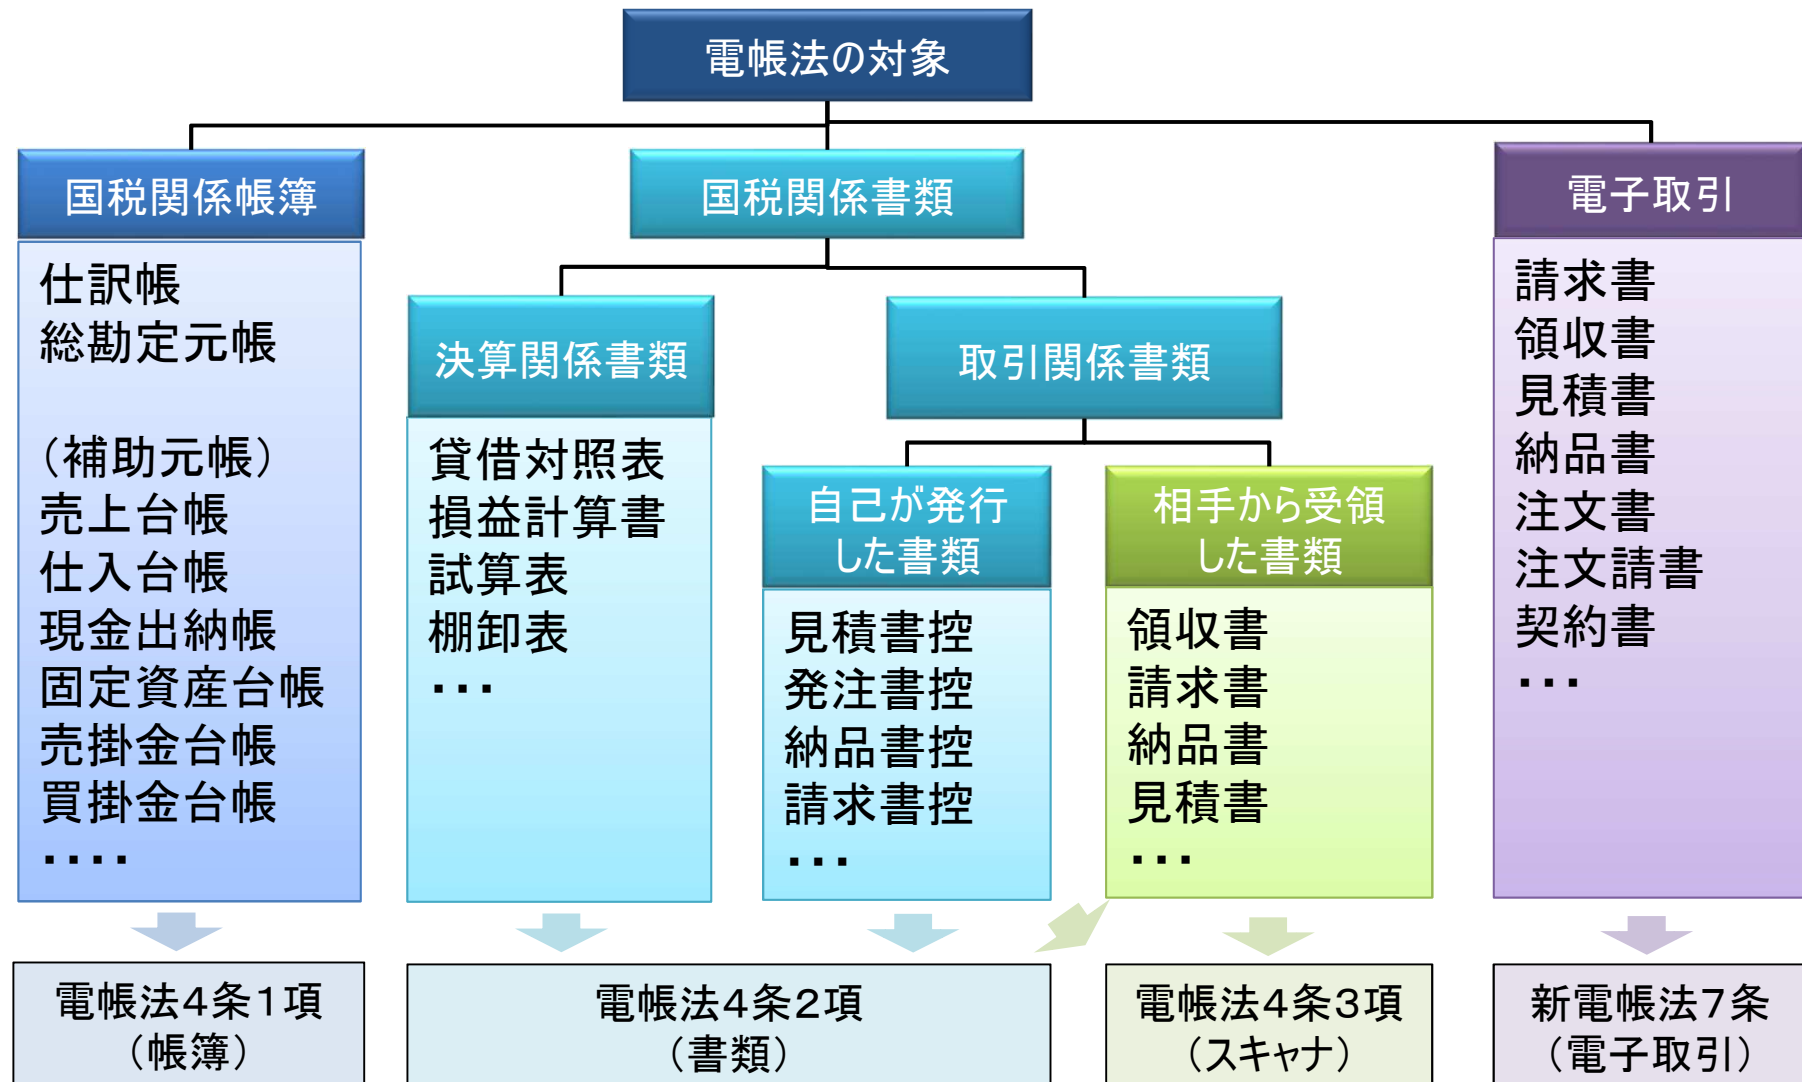 電帳法の対象
国税関係帳簿
仕訳帳
総勘定元帳
（補助元帳）
売上台帳
仕入台帳
現金出納帳
固定資産台帳
売掛金台帳
買掛金台帳
････
国税関係書類
決算関係書類
貸借対照表
損益計算書
試算表
棚卸表
･･･
取引関係書類
自己が発行
した書類
見積書控
発注書控
納品書控
請求書控
･･･
相手から受領
した書類
領収書
請求書
納品書
見積書
･･･
電子取引
請求書
領収書
見積書
納品書
注文書
注文請書
契約書
･･･
電帳法４条１項
（帳簿）
電帳法４条２項
（書類）
電帳法４条３項
（スキャナ）
新電帳法７条
（電子取引）